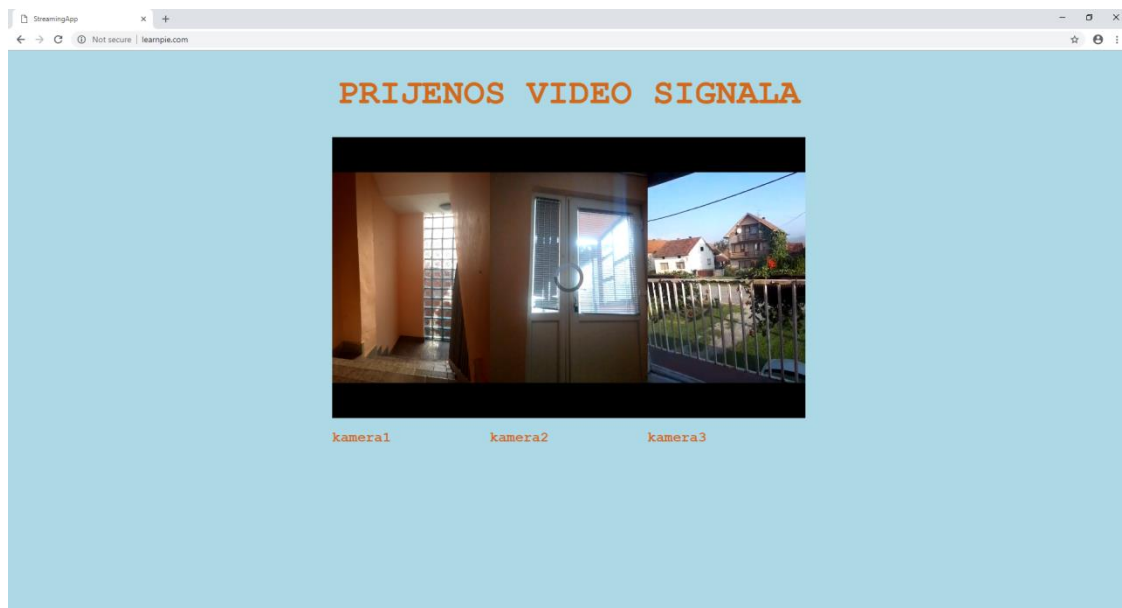 StreamingApp
Not secure | learnpie.com
PRIJENOS VIDEO SIGNALA
kamera1 kamera2 kamera3